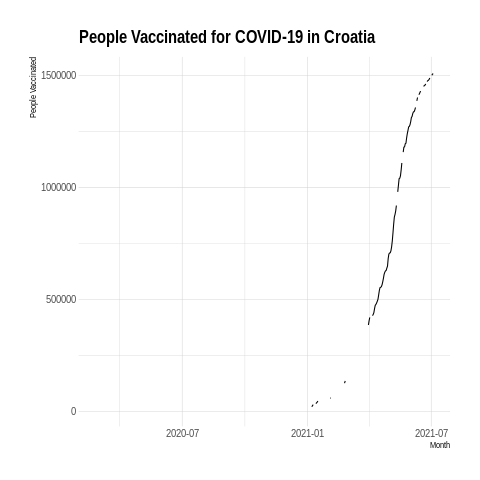 People Vaccinated for COVID-19 in Croatia
People Vaccinated
1500000
1000000
500000
0
2020-07
2021-01
2021-07
Month